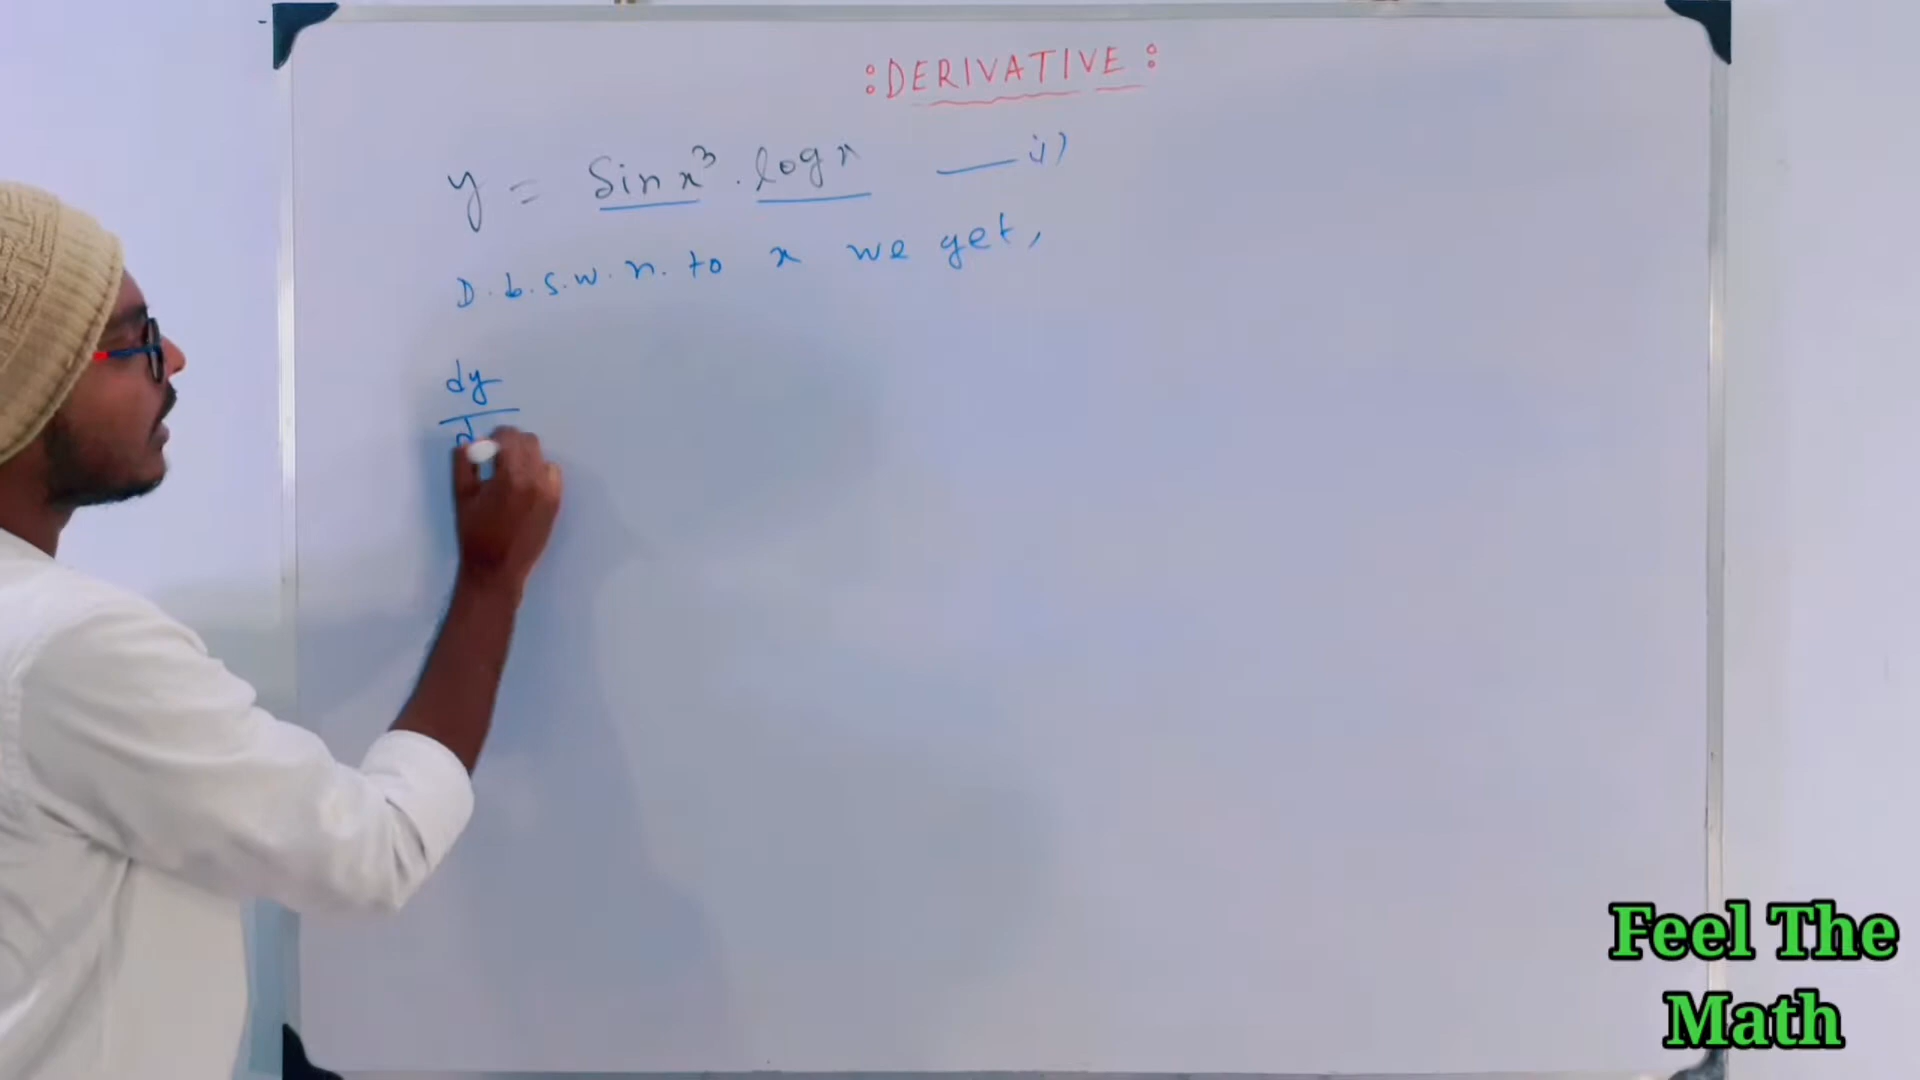 :DERIVATIVE:
y = Sin x³ . log x —— i)
D.b.s.w.r. to x we get,
dy
d
Feel The
Math